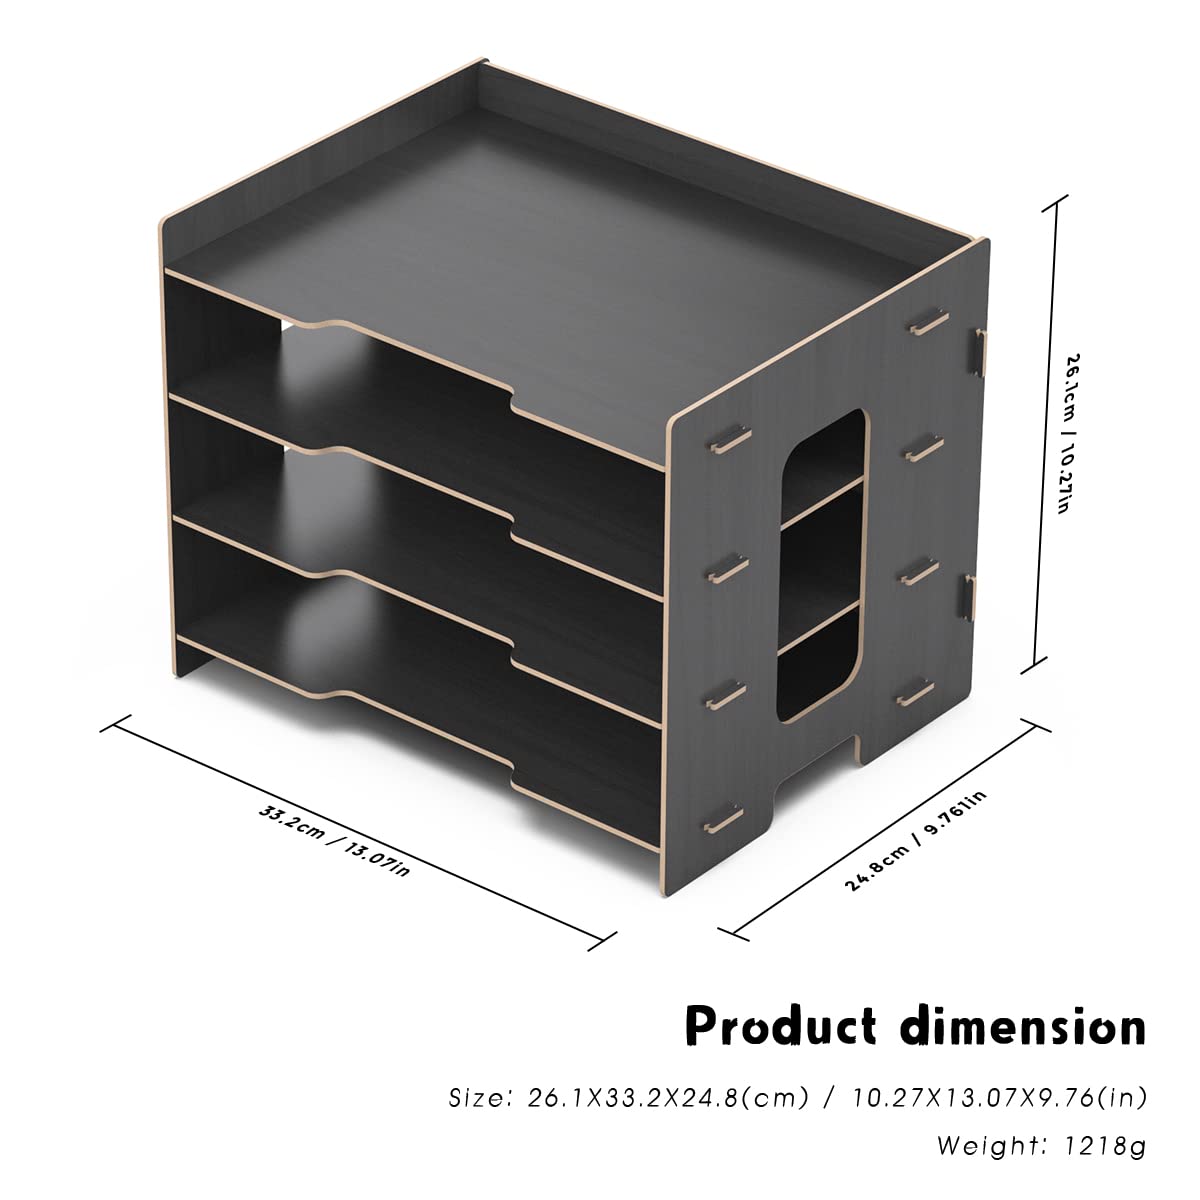 26.1cm / 10.27in
33.2cm / 13.07in
24.8cm / 9.761in
Product dimension
Size: 26.1X33.2X24.8(cm) / 10.27X13.07X9.76(in)
Weight: 1218g